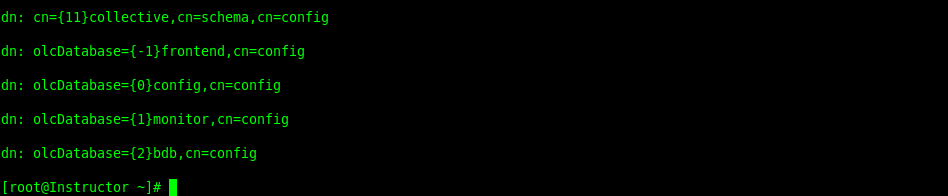 dn: cn={11}collective,cn=schema,cn=config
dn: olcDatabase={-1}frontend,cn=config
dn: olcDatabase={0}config,cn=config
dn: olcDatabase={1}monitor,cn=config
dn: olcDatabase={2}bdb,cn=config
[root@Instructor ~]#